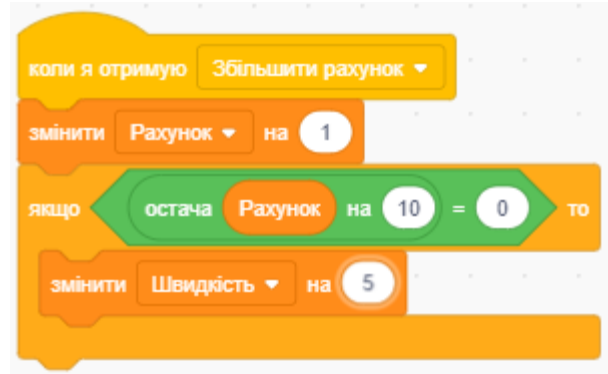 коли я отримую Збільшити рахунок
змінити Рахунок на 1
якщо остача Рахунок на 10 = 0 то
змінити Швидкість на 5